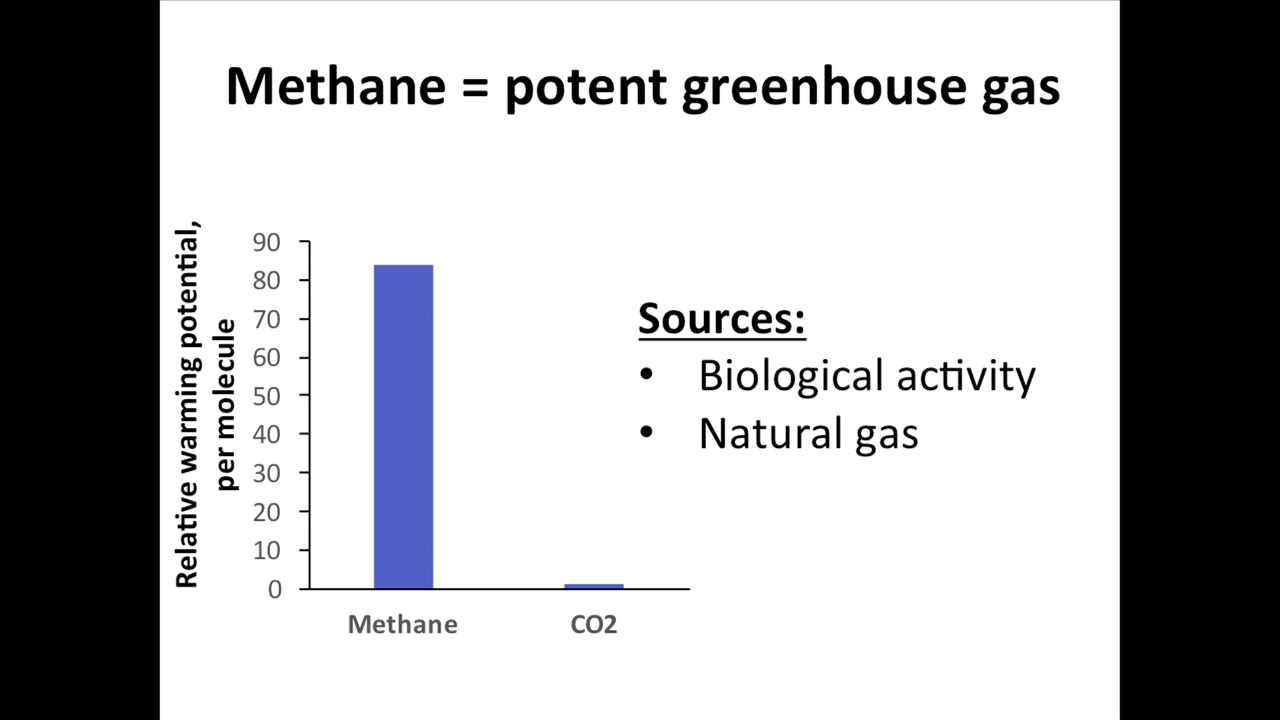 Methane = potent greenhouse gas
Relative warming potential,
per molecule
90
80
70
60
50
40
30
20
10
0
Methane
CO2
Sources:
• Biological activity
• Natural gas